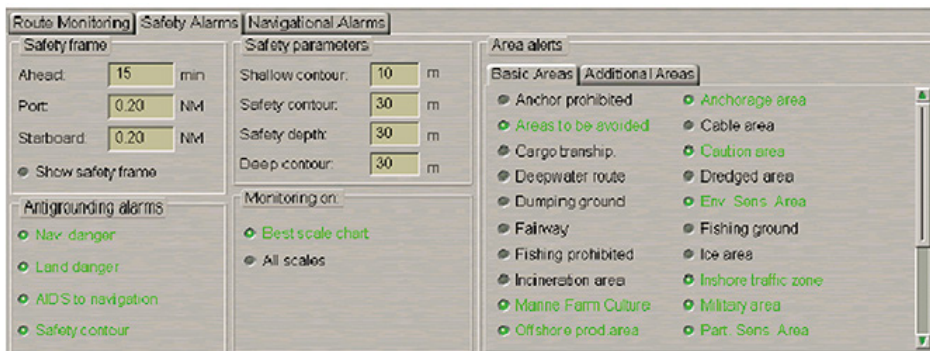 Route Monitoring Safety Alarms Navigational Alarms
Safety frame
Ahead: 15 min
Port: 0.20 NM
Starboard: 0.20 NM
Show safety frame
Antigrounding alarms
Nav. danger
Land danger
AIDS to navigation
Safety contour
Safety parameters
Shallow contour: 10 m
Safety contour: 30 m
Safety depth: 30 m
Deep contour: 30 m
Monitoring on:
Best scale chart
All scales
Area alerts
Basic Areas Additional Areas
Anchor prohibited Anchorage area
Areas to be avoided Cable area
Cargo tranship. Caution area
Deepwater route Dredged area
Dumping ground Env. Sens. Area
Fairway Fishing ground
Fishing prohibited Ice area
Incineration area Inshore traffic zone
Marine Farm Culture Military area
Offshore prod area Part. Sens. Area